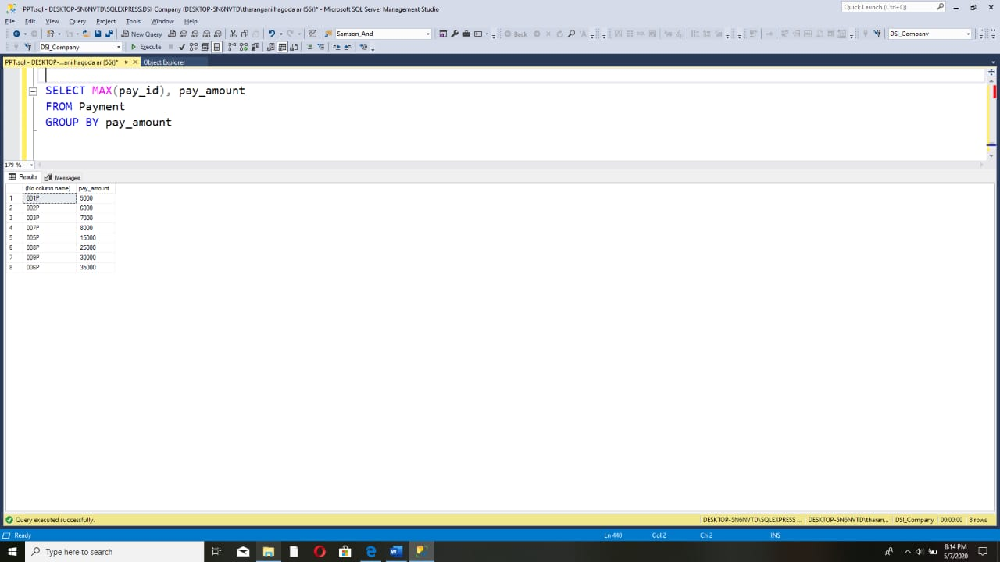 PPT.sql - DESKTOP-5N6NVTD\SQLEXPRESS.DSI_Company (DESKTOP-5N6NVTD\tharangani hagoda ar (56))* - Microsoft SQL Server Management Studio
Quick Launch (Ctrl+Q)
File Edit View Query Project Tools Window Help
New Query Samson_And Back DSI_Company
DSI_Company Execute
PPT.sql - DESKTOP-...ani hagoda ar (56))* Object Explorer
SELECT MAX(pay_id), pay_amount
FROM Payment
GROUP BY pay_amount
179 %
Results Messages
(No column name) pay_amount
1 001P 5000
2 002P 6000
3 003P 7000
4 007P 8000
5 005P 15000
6 008P 25000
7 009P 30000
8 006P 35000
Query executed successfully. DESKTOP-5N6NVTD\SQLEXPRESS ... DESKTOP-5N6NVTD\tharan... DSI_Company 00:00:00 8 rows
Ready Ln 440 Col 2 Ch 2 INS
Type here to search 8:14 PM
5/7/2020